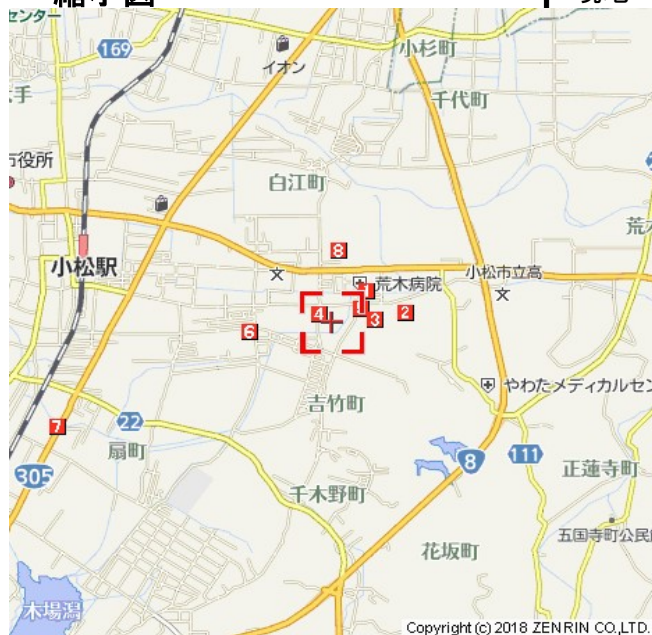 縮小図
現地
センター
169
イオン
小杉町
千代町
手
市役所
白江町
荒木
8
小松駅
荒木病院
小松市立高
1
4
3
2
6
吉竹町
やわたメディカルセン
22
7
扇町
8
111
305
正蓮寺町
千木野町
五国寺町公民館
花坂町
木場潟
Copyright (c) 2018 ZENRIN CO.,LTD.